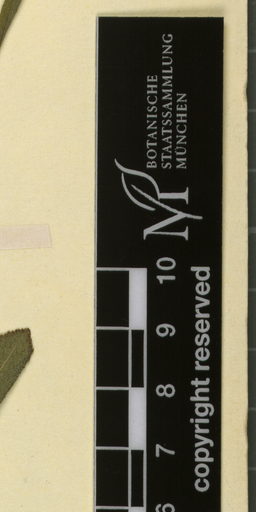 BOTANISCHE
STAATSSAMMLUNG
MÜNCHEN
M
10
9
8
7
6
copyright reserved